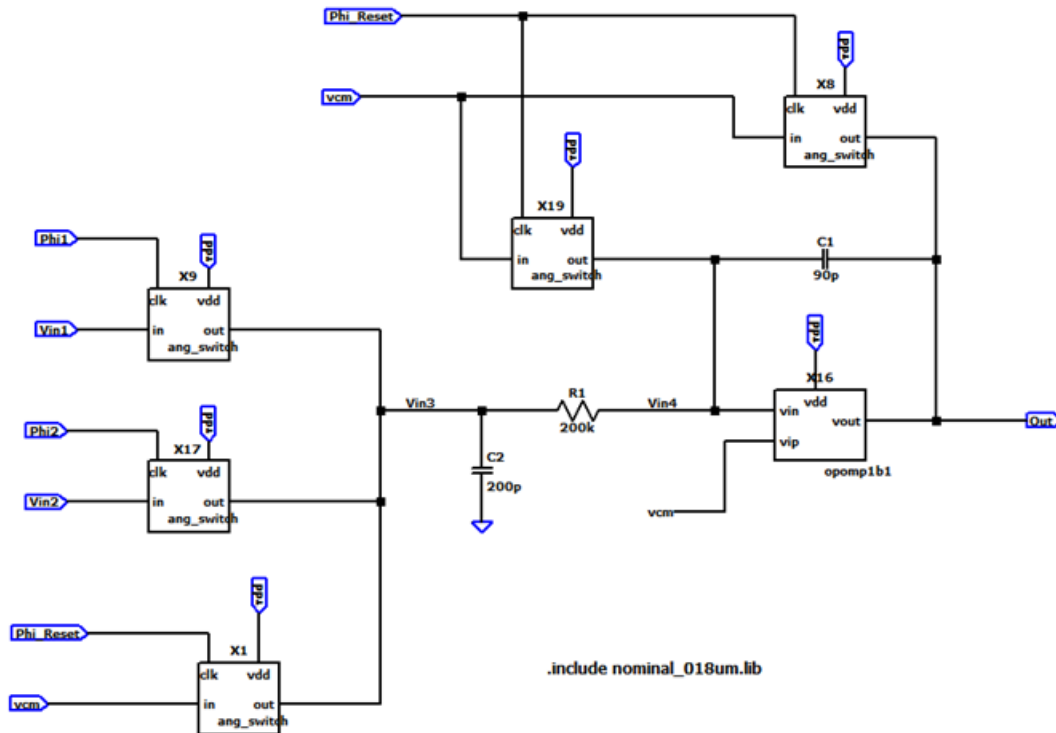 Phi_Reset
vdd
X8
clk vdd
in out
ang_switch
vcm
vdd
X19
clk vdd
in out
ang_switch
C1
90p
Phi1
vdd
X9
clk vdd
in out
ang_switch
Vin1
vdd
X16
vdd
vin
vout
vip
opomp1b1
Out
vcm
Vin3
R1
200k
Vin4
C2
200p
Phi2
vdd
X17
clk vdd
in out
ang_switch
Vin2
vdd
Phi_Reset
X1
clk vdd
in out
ang_switch
vcm
.include nominal_018um.lib